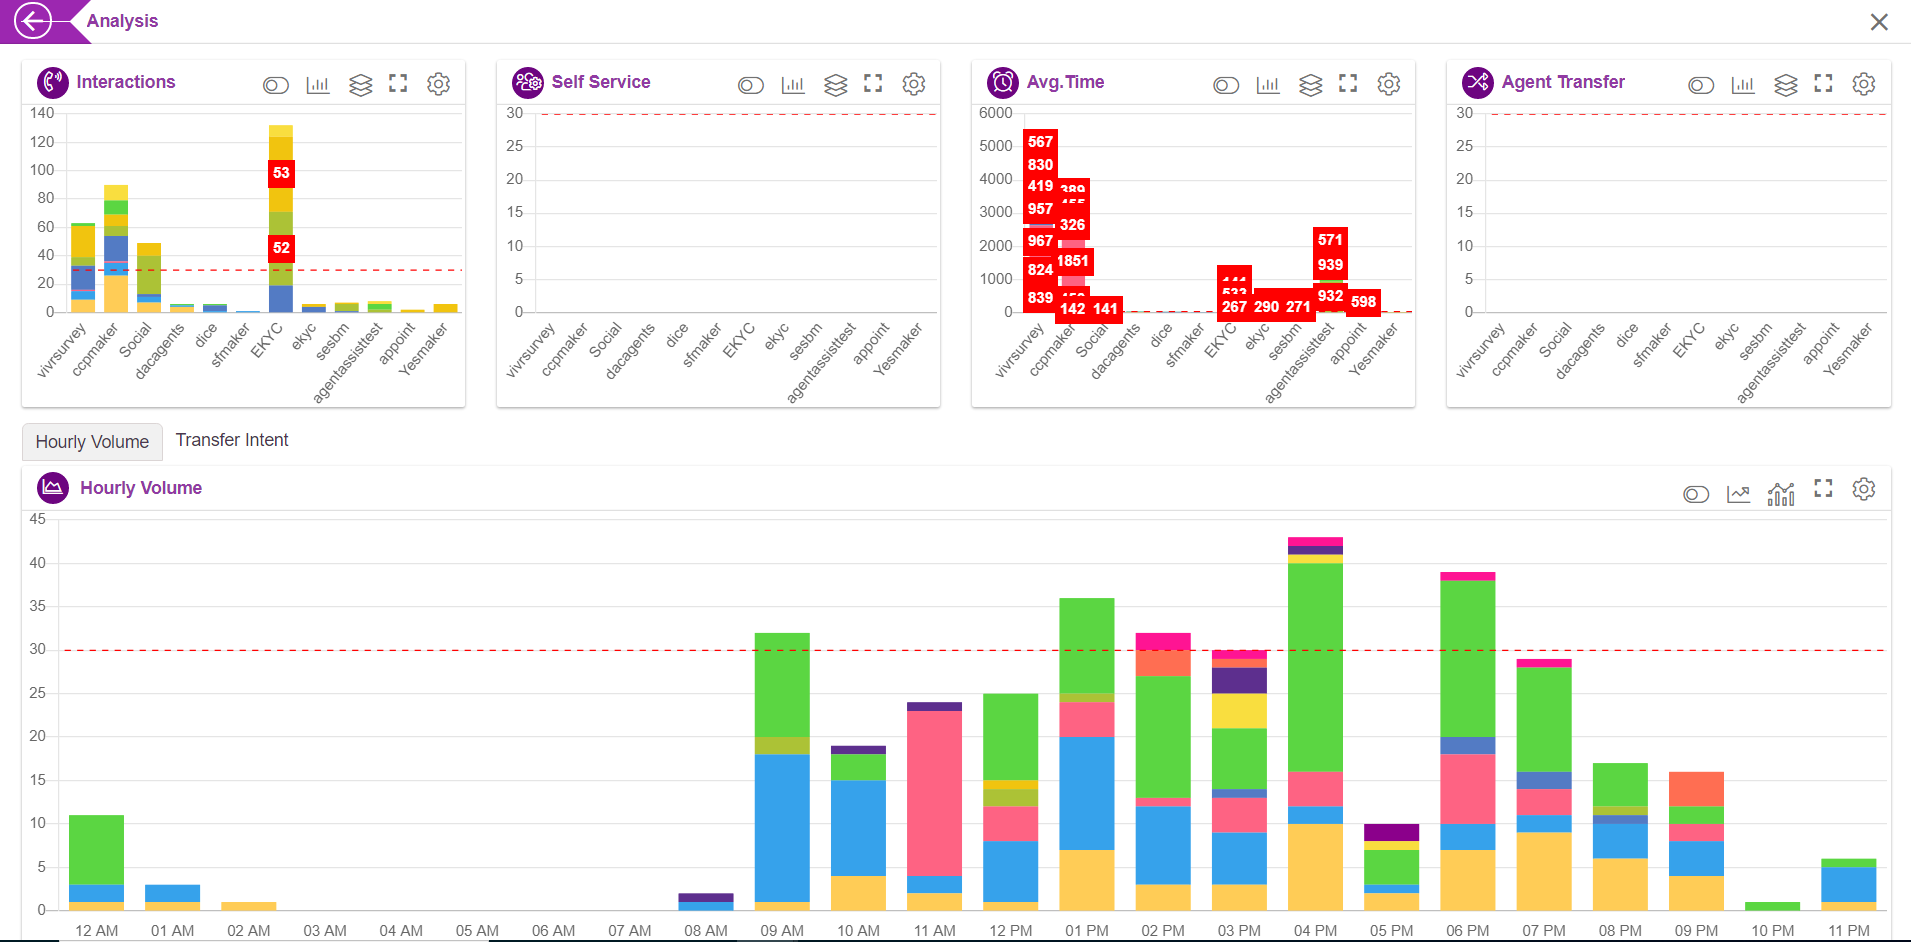 Analysis
Interactions
140
120
100
80
60
40
20
0
53
52
vivrsurvey
ccpmaker
Social
dacagents
dice
sfmaker
EKYC
ekyc
sesbm
agentassisttest
appoint
Yesmaker
Self Service
30
25
20
15
10
5
0
vivrsurvey
ccpmaker
Social
dacagents
dice
sfmaker
EKYC
ekyc
sesbm
agentassisttest
appoint
Yesmaker
Avg.Time
6000
5000
4000
3000
2000
1000
0
567
830
419
957
967
824
839
389
326
1851
142
141
267
290
271
571
939
932
598
vivrsurvey
ccpmaker
Social
dacagents
dice
sfmaker
EKYC
ekyc
sesbm
agentassisttest
appoint
Yesmaker
Agent Transfer
30
25
20
15
10
5
0
vivrsurvey
ccpmaker
Social
dacagents
dice
sfmaker
EKYC
ekyc
sesbm
agentassisttest
appoint
Yesmaker
Hourly Volume
Transfer Intent
Hourly Volume
45
40
35
30
25
20
15
10
5
0
12 AM 01 AM 02 AM 03 AM 04 AM 05 AM 06 AM 07 AM 08 AM 09 AM 10 AM 11 AM 12 PM 01 PM 02 PM 03 PM 04 PM 05 PM 06 PM 07 PM 08 PM 09 PM 10 PM 11 PM